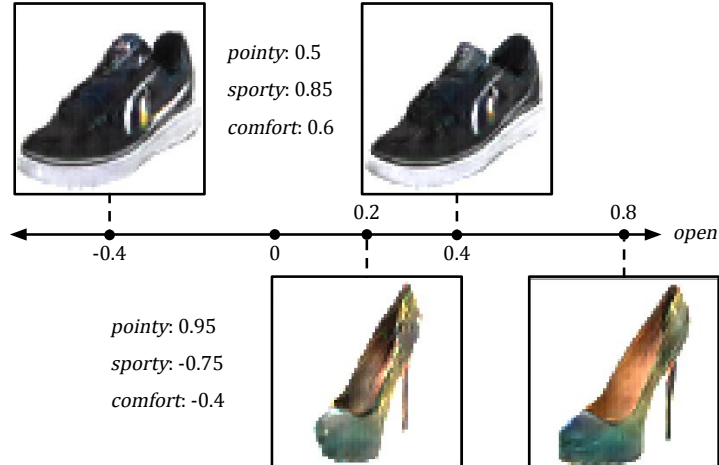 pointy: 0.5
sporty: 0.85
comfort: 0.6
0.2
0.8
open
-0.4
0
0.4
pointy: 0.95
sporty: -0.75
comfort: -0.4